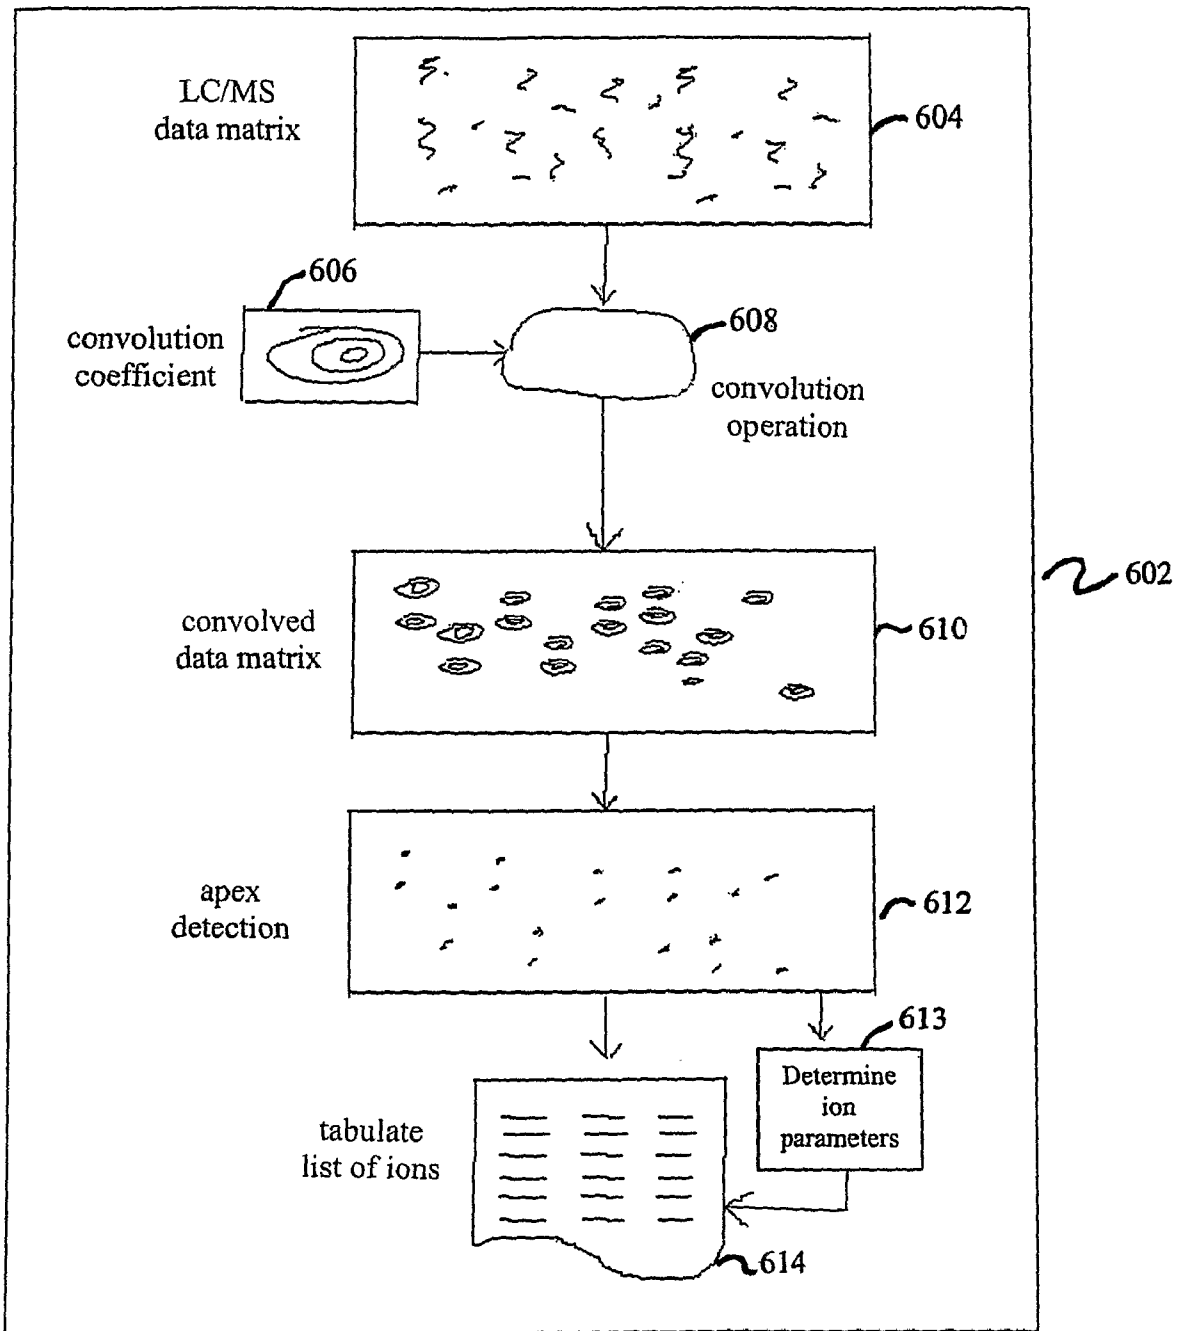 LC/MS
data matrix
604
606
convolution
coefficient
608
convolution
operation
602
convolved
data matrix
610
apex
detection
612
613
Determine
ion
parameters
tabulate
list of ions
614